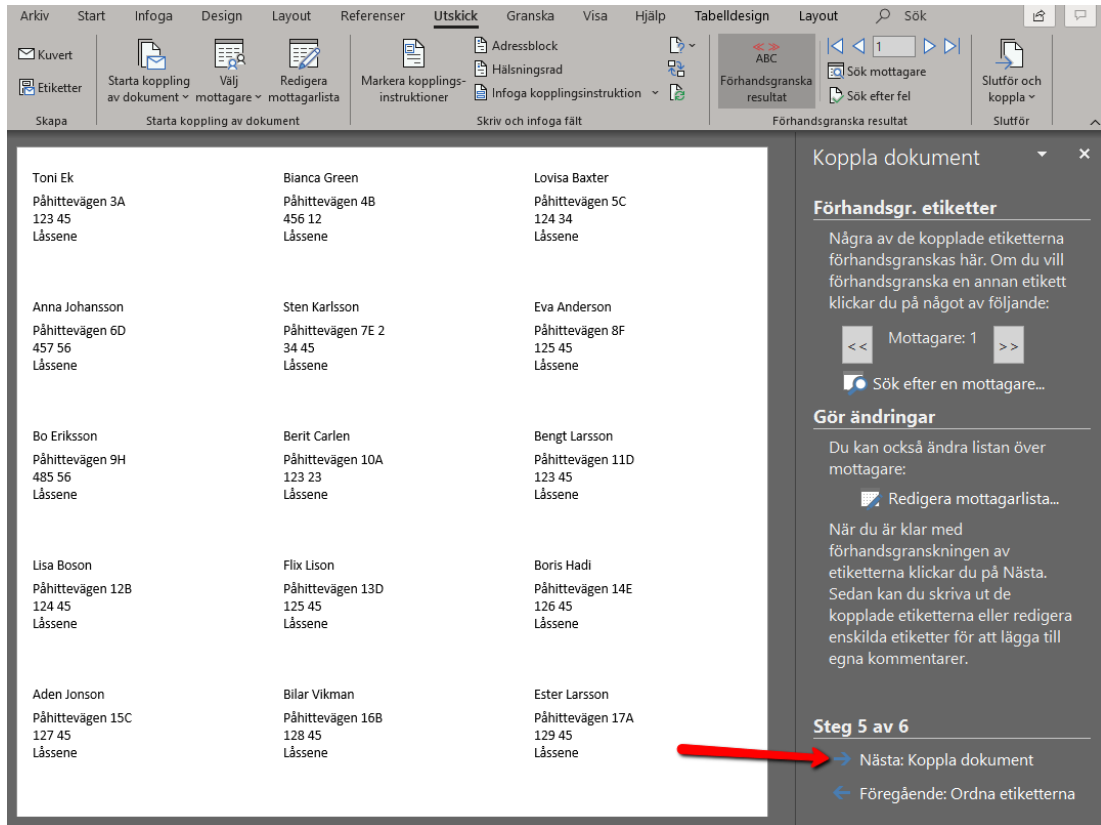 Arkiv Start Infoga Design Layout Referenser Utskick Granska Visa Hjälp Tabelldesign Layout Sök
Kuvert
Etiketter
Skapa
Starta koppling
av dokument
Välj
mottagare
Redigera
mottagarlista
Starta koppling av dokument
Markera kopplings-
instruktioner
Adressblock
Hälsningsrad
Infoga kopplingsinstruktion
Skriv och infoga fält
ABC
Förhandsgranska
resultat
1
Sök mottagare
Sök efter fel
Förhandsgranska resultat
Slutför och
koppla
Slutför
Toni Ek
Påhittevägen 3A
123 45
Låssene
Bianca Green
Påhittevägen 4B
456 12
Låssene
Lovisa Baxter
Påhittevägen 5C
124 34
Låssene
Anna Johansson
Påhittevägen 6D
457 56
Låssene
Sten Karlsson
Påhittevägen 7E 2
34 45
Låssene
Eva Anderson
Påhittevägen 8F
125 45
Låssene
Bo Eriksson
Påhittevägen 9H
485 56
Låssene
Berit Carlen
Påhittevägen 10A
123 23
Låssene
Bengt Larsson
Påhittevägen 11D
123 45
Låssene
Lisa Boson
Påhittevägen 12B
124 45
Låssene
Flix Lison
Påhittevägen 13D
125 45
Låssene
Boris Hadi
Påhittevägen 14E
126 45
Låssene
Aden Jonson
Påhittevägen 15C
127 45
Låssene
Bilar Vikman
Påhittevägen 16B
128 45
Låssene
Ester Larsson
Påhittevägen 17A
129 45
Låssene
Koppla dokument
Förhandsgr. etiketter
Några av de kopplade etiketterna
förhandsgranskas här. Om du vill
förhandsgranska en annan etikett
klickar du på något av följande:
<< Mottagare: 1 >>
Sök efter en mottagare...
Gör ändringar
Du kan också ändra listan över
mottagare:
Redigera mottagarlista...
När du är klar med
förhandsgranskningen av
etiketterna klickar du på Nästa.
Sedan kan du skriva ut de
kopplade etiketterna eller redigera
enskilda etiketter för att lägga till
egna kommentarer.
Steg 5 av 6
Nästa: Koppla dokument
Föregående: Ordna etiketterna